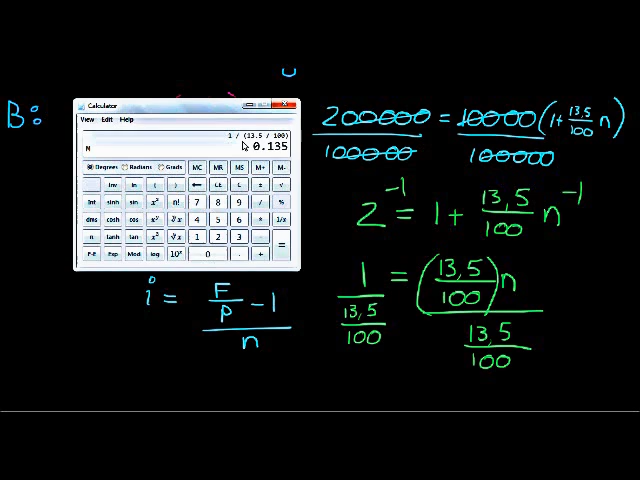 B:
Calculator
View Edit Help
1 / (13.5 / 100)
M 0.135
Degrees Radians Grads MC MR MS M+ M-
Inv ln ( ) ← CE C ± √
Int sinh sin x² n! 7 8 9 / %
dms cosh cos xʸ ʸ√x 4 5 6 * 1/x
π tanh tan x³ ³√x 1 2 3 - =
F-E Exp Mod log 10ˣ 0 . +
200000/100000 = 10000/100000 (1 + 13,5/100 n)
2⁻¹ = 1 + 13,5/100 n⁻¹
1/(13,5/100) = (13,5/100)n/(13,5/100)
i = (F/P - 1)/n